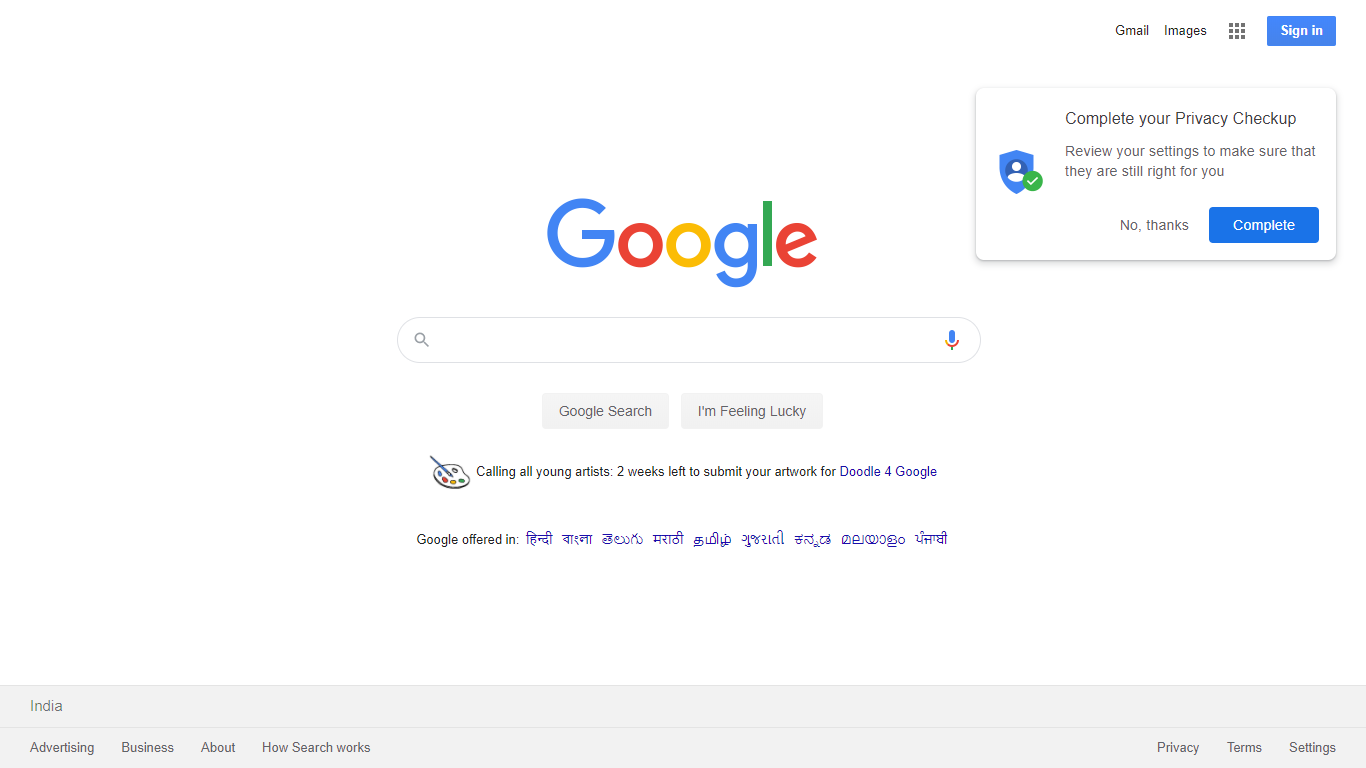 Gmail Images Sign in
Complete your Privacy Checkup
Review your settings to make sure that
they are still right for you
No, thanks Complete
Google
Google Search I'm Feeling Lucky
Calling all young artists: 2 weeks left to submit your artwork for Doodle 4 Google
Google offered in: हिन्दी বাংলা తెలుగు मराठी தமிழ் ગુજરાતી ಕನ್ನಡ മലയാളം ਪੰਜਾਬੀ
India
Advertising Business About How Search works Privacy Terms Settings